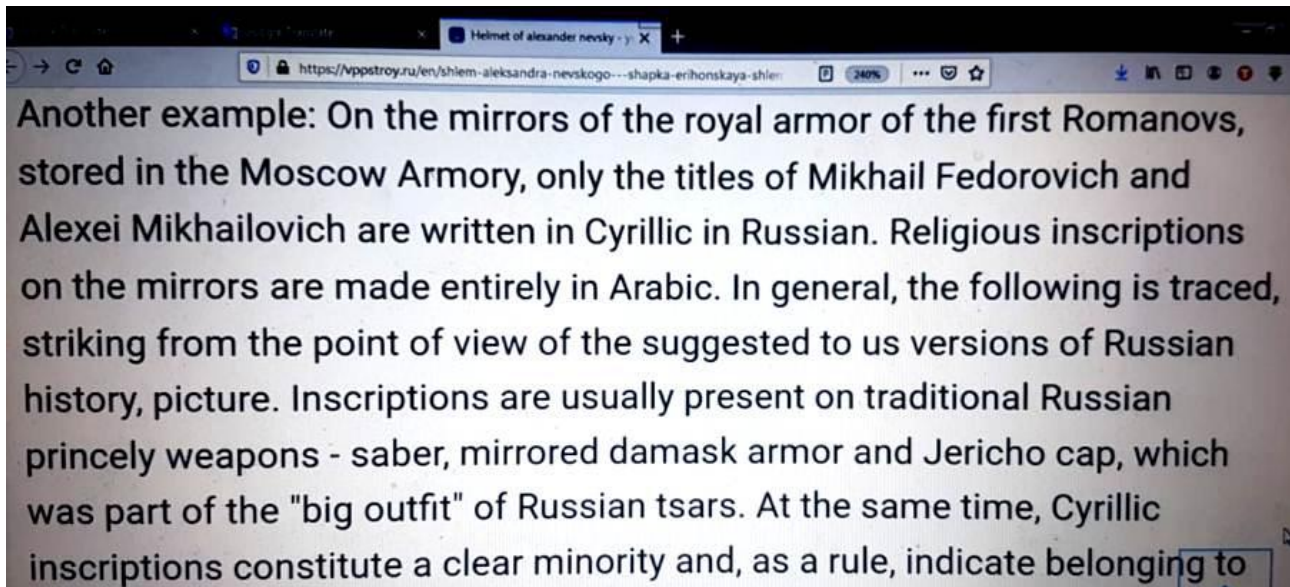 Helmet of alexander nevsky - y
https://vppstroy.ru/en/shlem-aleksandra-nevskogo---shapka-erihonskaya-shlem
240%
Another example: On the mirrors of the royal armor of the first Romanovs,
stored in the Moscow Armory, only the titles of Mikhail Fedorovich and
Alexei Mikhailovich are written in Cyrillic in Russian. Religious inscriptions
on the mirrors are made entirely in Arabic. In general, the following is traced,
striking from the point of view of the suggested to us versions of Russian
history, picture. Inscriptions are usually present on traditional Russian
princely weapons - saber, mirrored damask armor and Jericho cap, which
was part of the "big outfit" of Russian tsars. At the same time, Cyrillic
inscriptions constitute a clear minority and, as a rule, indicate belonging to